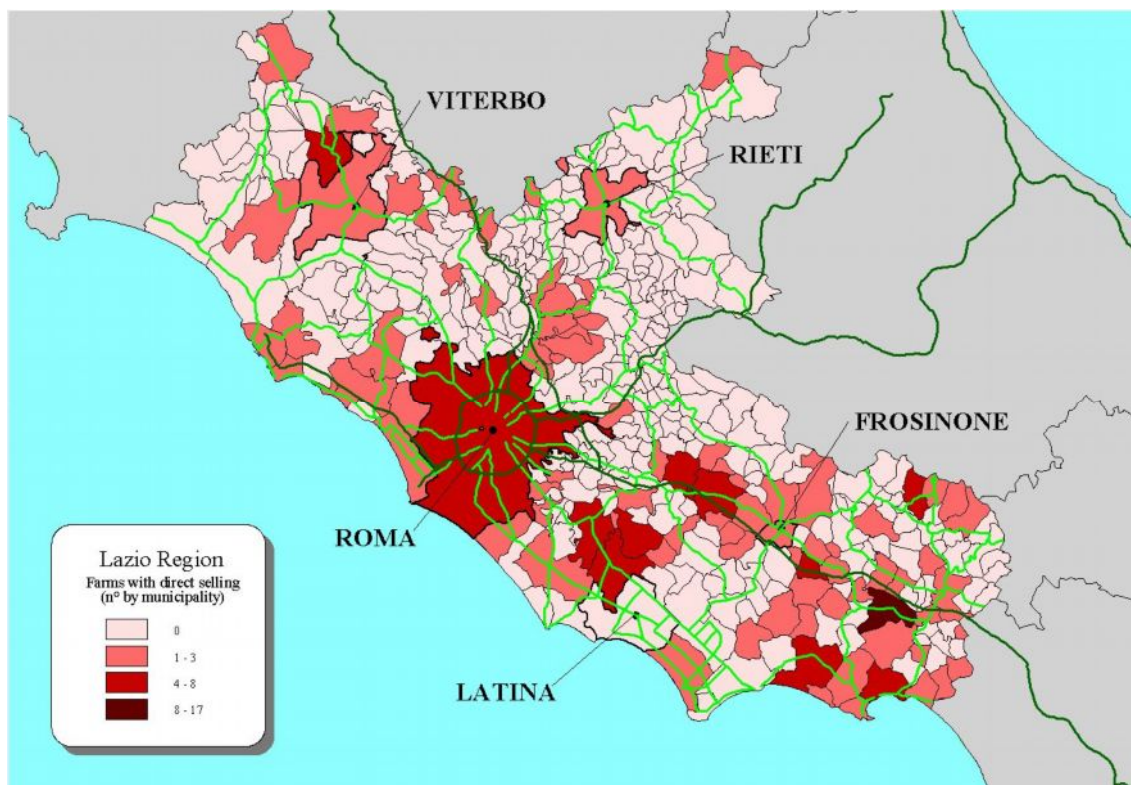 VITERBO
RIETI
FROSINONE
ROMA
LATINA
Lazio Region
Farms with direct selling
(n° by municipality)
0
1 - 3
4 - 8
8 - 17